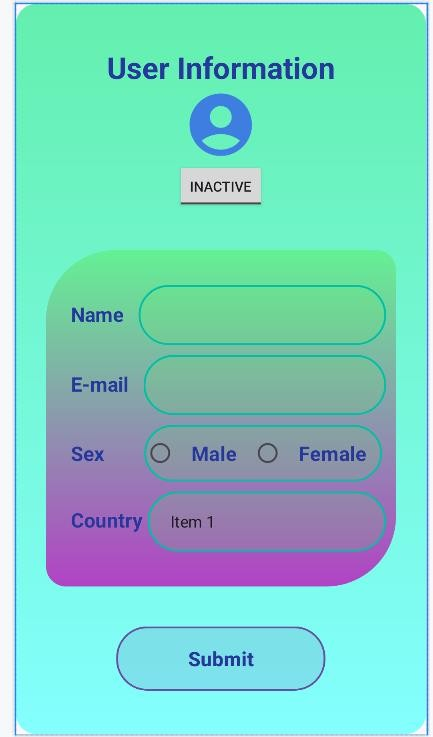 User Information
INACTIVE
Name
E-mail
Sex Male Female
Country Item 1
Submit